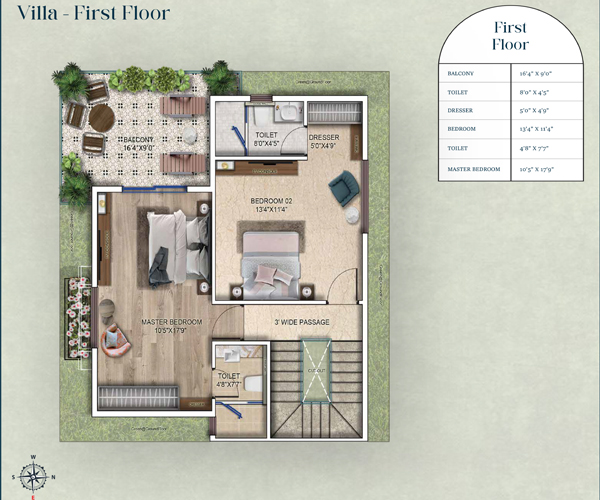 Villa - First Floor
First
Floor
BALCONY 16'4" X 9'0"
TOILET 8'0" X 4'5"
DRESSER 5'0" X 4'9"
BEDROOM 13'4" X 11'4"
TOILET 4'8" X 7'7"
MASTER BEDROOM 10'5" X 17'9"
BALCONY
16'4"X9'0"
TOILET
8'0"X4'5"
DRESSER
5'0"X4'9"
BEDROOM 02
13'4"X11'4"
MASTER BEDROOM
10'5"X17'9"
3' WIDE PASSAGE
CUT-OUT
TOILET
4'8"X7'7"
W
S
N
E